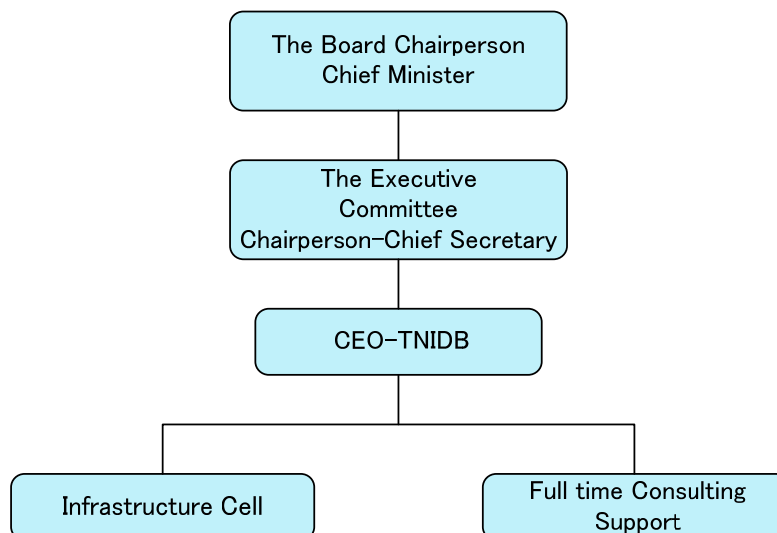 The Board Chairperson
Chief Minister
The Executive
Committee
Chairperson-Chief Secretary
CEO-TNIDB
Infrastructure Cell
Full time Consulting
Support